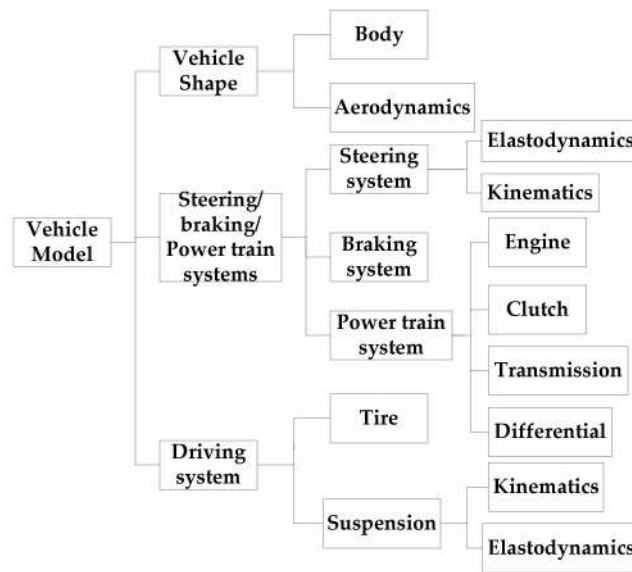 Body
Vehicle
Shape
Aerodynamics
Elastodynamics
Steering
system
Kinematics
Steering/
braking/
Power train
systems
Vehicle
Model
Braking
system
Engine
Clutch
Power train
system
Transmission
Tire
Differential
Driving
system
Kinematics
Suspension
Elastodynamics